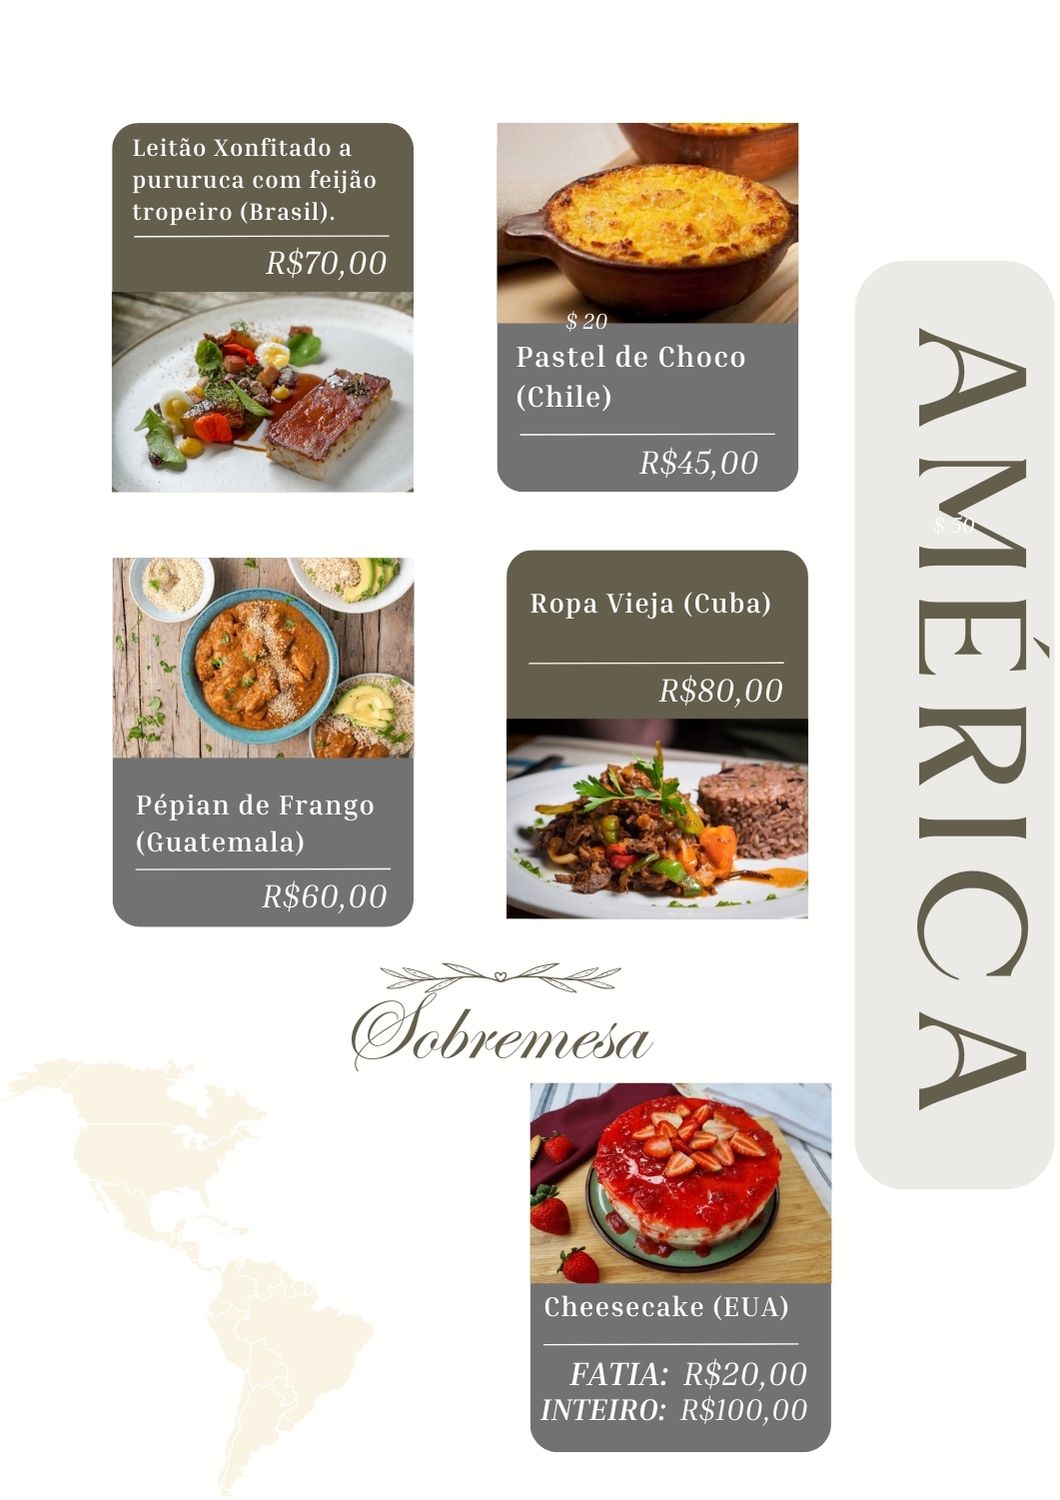 Leitão Xonfitado a
pururuca com feijão
tropeiro (Brasil).
R$70,00
$ 20
Pastel de Choco
(Chile)
R$45,00
Pépian de Frango
(Guatemala)
R$60,00
Ropa Vieja (Cuba)
R$80,00
AMÉRICA
$ 50
Sobremesa
Cheesecake (EUA)
FATIA: R$20,00
INTEIRO: R$100,00